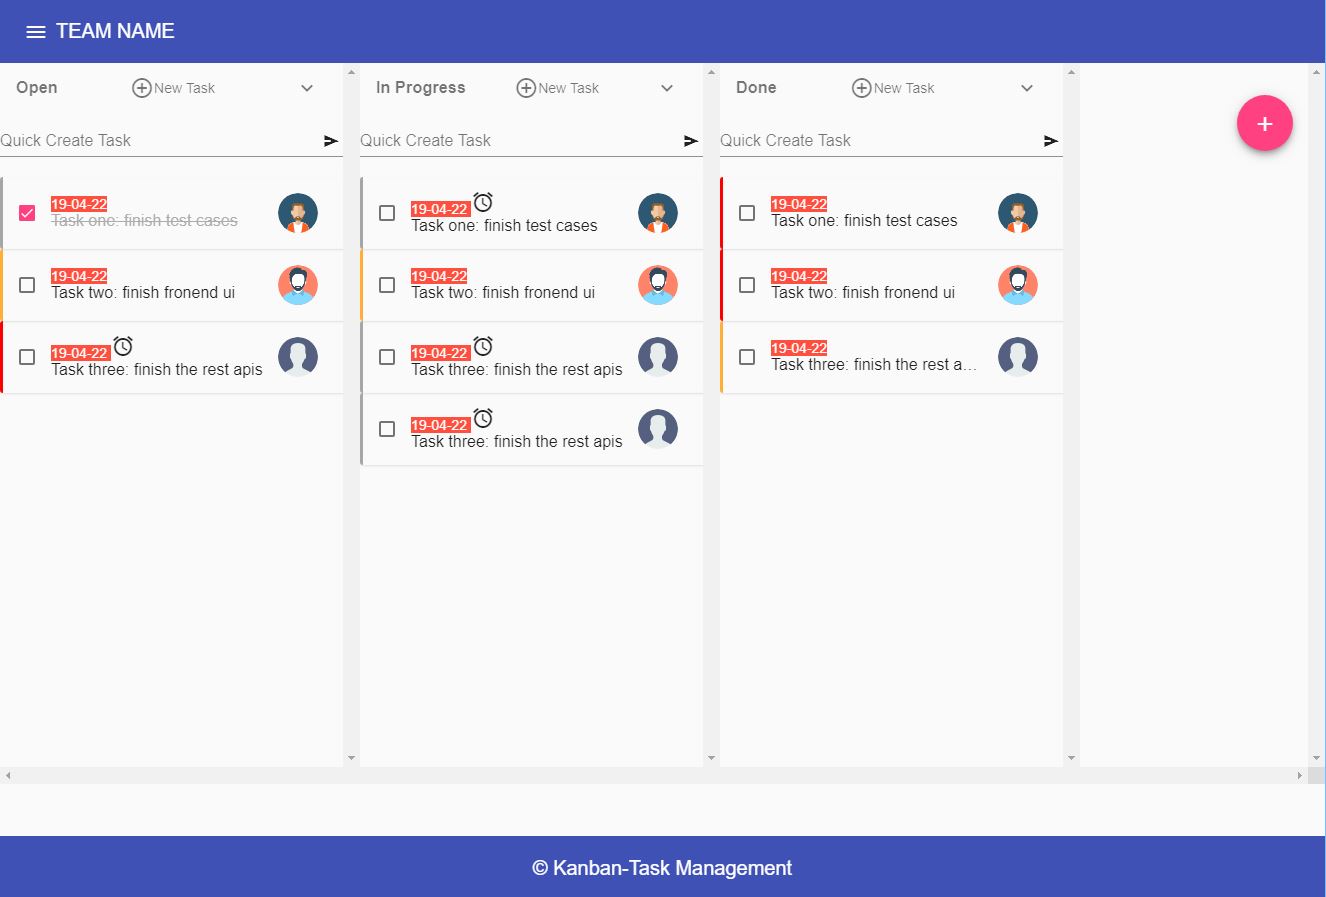 TEAM NAME
Open
New Task
Quick Create Task
19-04-22
Task one: finish test cases
19-04-22
Task two: finish fronend ui
19-04-22
Task three: finish the rest apis
In Progress
New Task
Quick Create Task
19-04-22
Task one: finish test cases
19-04-22
Task two: finish fronend ui
19-04-22
Task three: finish the rest apis
19-04-22
Task three: finish the rest apis
Done
New Task
Quick Create Task
19-04-22
Task one: finish test cases
19-04-22
Task two: finish fronend ui
19-04-22
Task three: finish the rest a...
© Kanban-Task Management